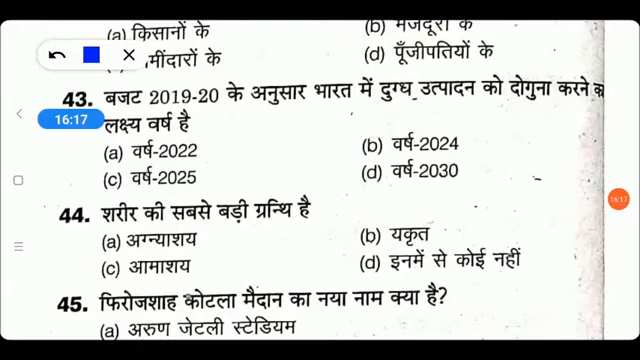 (a) किसानों के
(b) मजदूरों के
मींदारों के
(d) पूँजीपतियों के
43. बजट 2019-20 के अनुसार भारत में दुग्ध उत्पादन को दोगुना करने का
16:17
लक्ष्य वर्ष है
(a) वर्ष-2022
(b) वर्ष-2024
(c) वर्ष-2025
(d) वर्ष-2030
16:17
44. शरीर की सबसे बड़ी ग्रन्थि है
(a) अग्न्याशय
(b) यकृत
(c) आमाशय
(d) इनमें से कोई नहीं
45. फिरोजशाह कोटला मैदान का नया नाम क्या है?
(a) अरुण जेटली स्टेडियम